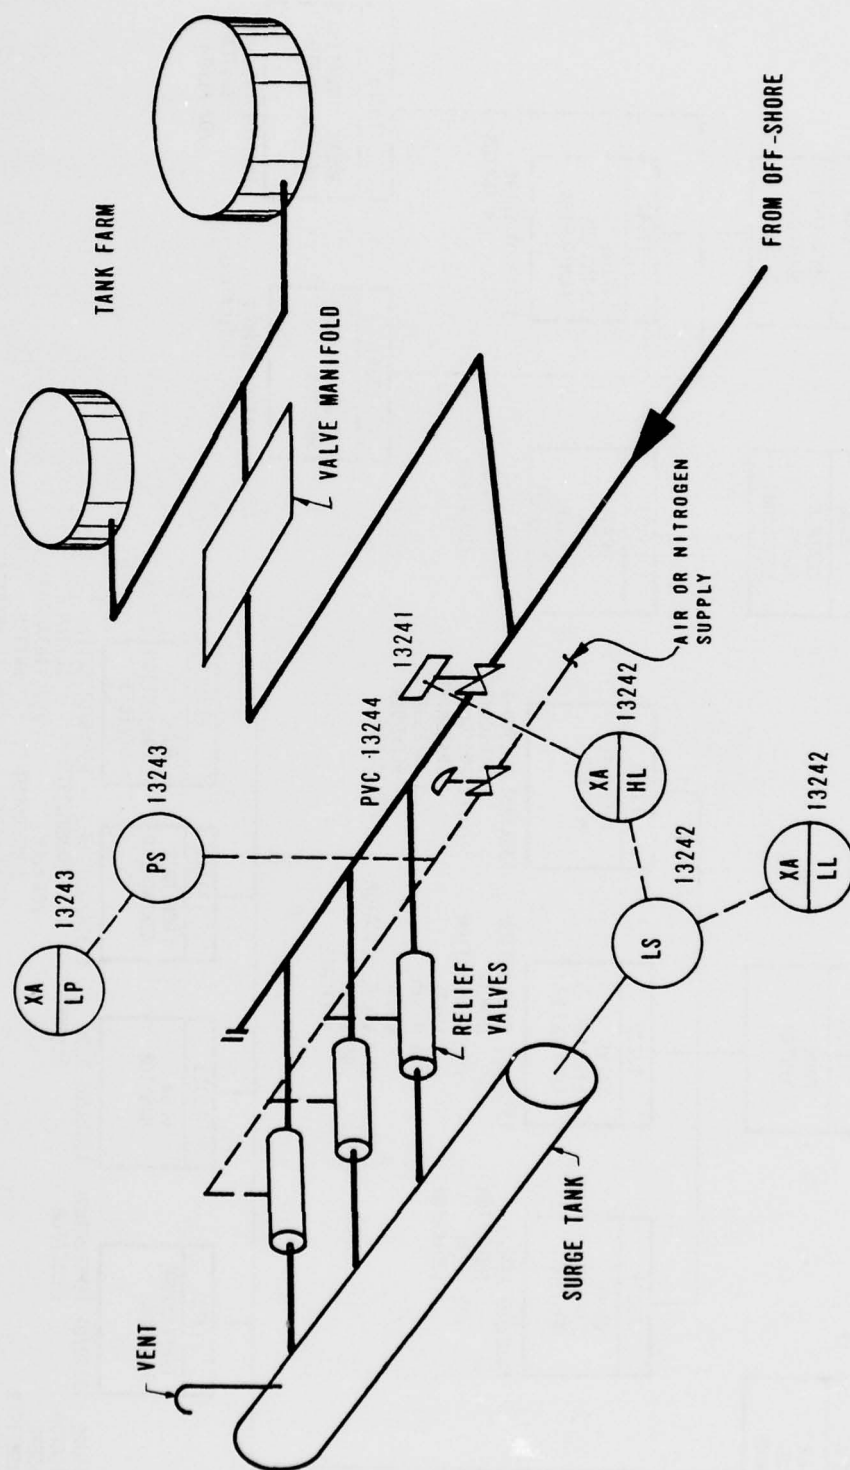 TANK FARM
VALVE MANIFOLD
FROM OFF-SHORE
AIR OR NITROGEN
SUPPLY
13241
PVC 13244
13242
XA
HL
13243
PS
13243
XA
LP
13242
LS
13242
XA
LL
RELIEF
VALVES
SURGE TANK
VENT